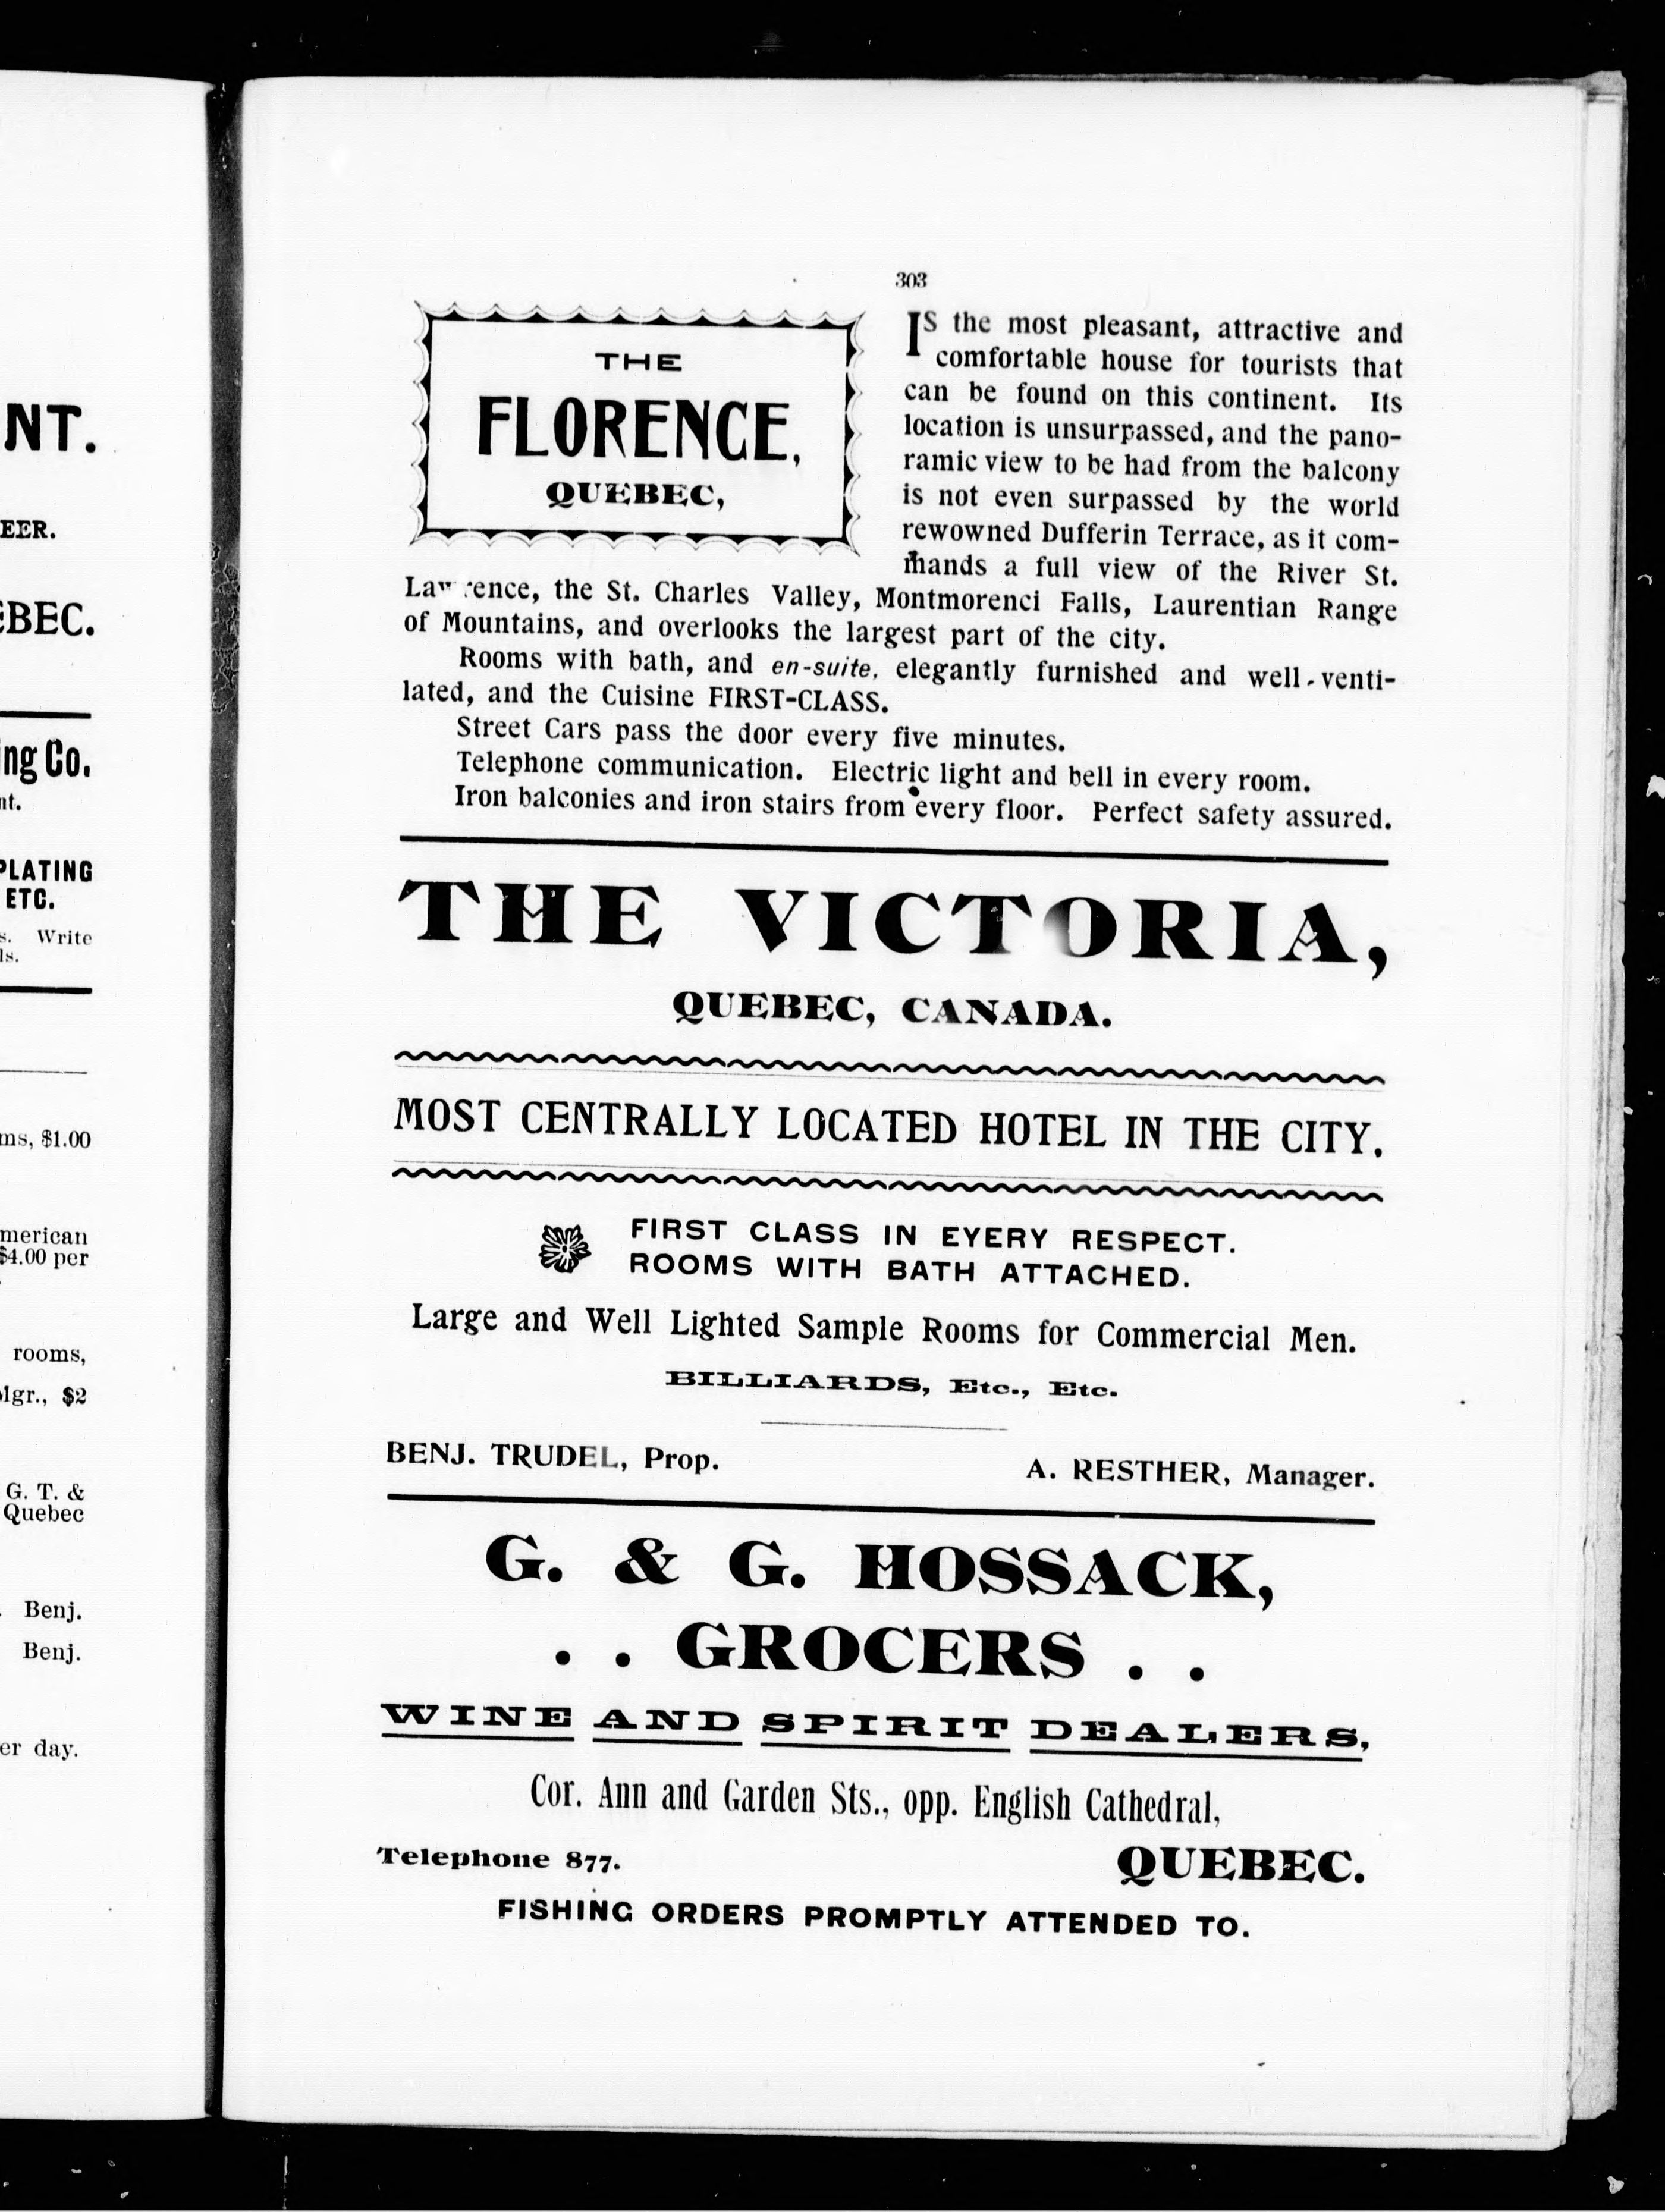 NT.
EER.
BEC.
ing Co.
nt.
PLATING
ETC.
s. Write
ls.
ms, $1.00
merican
$4.00 per
rooms,
Mgr., $2
G. T. &
Quebec
Benj.
Benj.
er day.
303
THE
FLORENCE,
QUEBEC,
IS the most pleasant, attractive and
comfortable house for tourists that
can be found on this continent. Its
location is unsurpassed, and the pano-
ramic view to be had from the balcony
is not even surpassed by the world
rewowned Dufferin Terrace, as it com-
mands a full view of the River St.
Lawrence, the St. Charles Valley, Montmorenci Falls, Laurentian Range
of Mountains, and overlooks the largest part of the city.
Rooms with bath, and en-suite, elegantly furnished and well-venti-
lated, and the Cuisine FIRST-CLASS.
Street Cars pass the door every five minutes.
Telephone communication. Electric light and bell in every room.
Iron balconies and iron stairs from every floor. Perfect safety assured.
THE VICTORIA,
QUEBEC, CANADA.
MOST CENTRALLY LOCATED HOTEL IN THE CITY.
FIRST CLASS IN EYERY RESPECT.
ROOMS WITH BATH ATTACHED.
Large and Well Lighted Sample Rooms for Commercial Men.
BILLIARDS, Etc., Etc.
BENJ. TRUDEL, Prop. A. RESTHER, Manager.
G. & G. HOSSACK,
. . GROCERS . .
WINE AND SPIRIT DEALERS,
Cor. Ann and Garden Sts., opp. English Cathedral,
Telephone 877. QUEBEC.
FISHING ORDERS PROMPTLY ATTENDED TO.